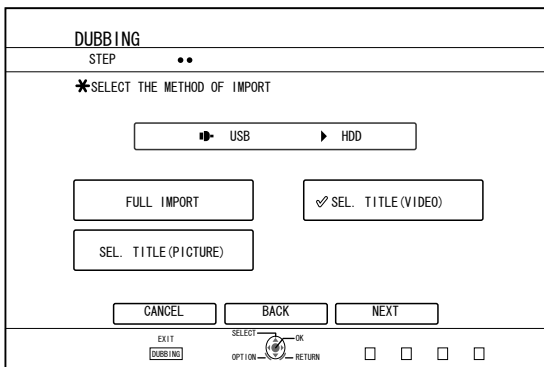 DUBBING
STEP
*SELECT THE METHOD OF IMPORT
USB HDD
FULL IMPORT
SEL. TITLE(VIDEO)
SEL. TITLE(PICTURE)
CANCEL BACK NEXT
EXIT
DUBBING
SELECT OK
OPTION RETURN